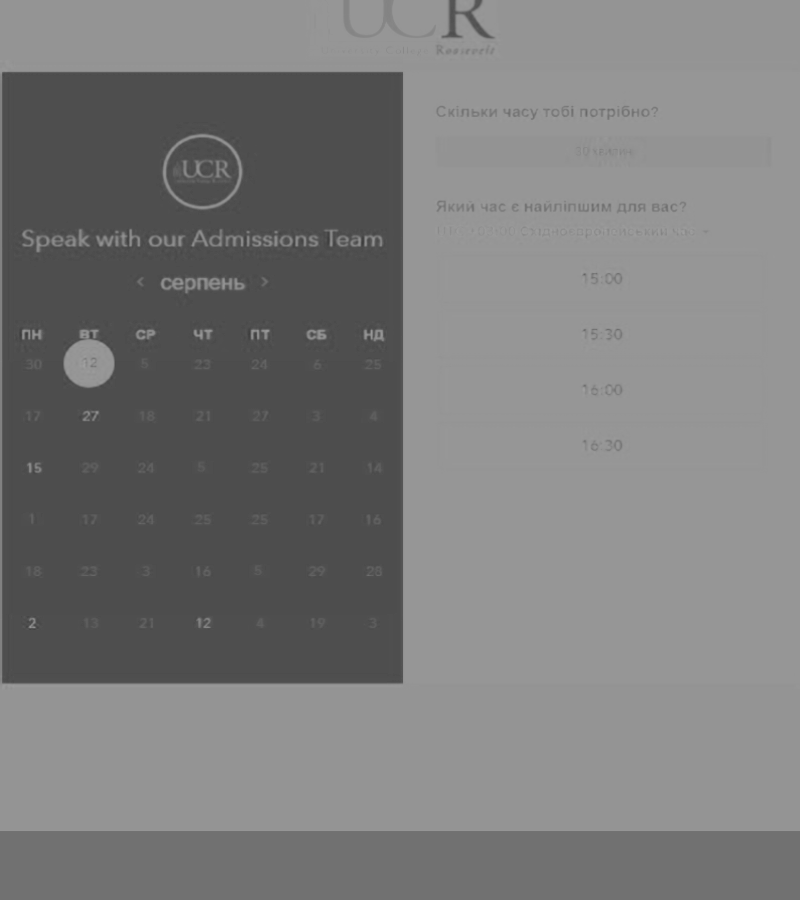 UCR
University College Roosevelt
UCR
Speak with our Admissions Team
< серпень >
ПН ВТ СР ЧТ ПТ СБ НД
30 12 5 23 24 6 25
17 27 18 21 27 3 4
15 29 24 5 25 21 14
1 17 24 25 25 17 16
18 23 3 16 5 29 28
2 13 21 12 4 19 3
Скільки часу тобі потрібно?
30 хвилин
Який час є найліпшим для вас?
15:00
15:30
16:00
16:30